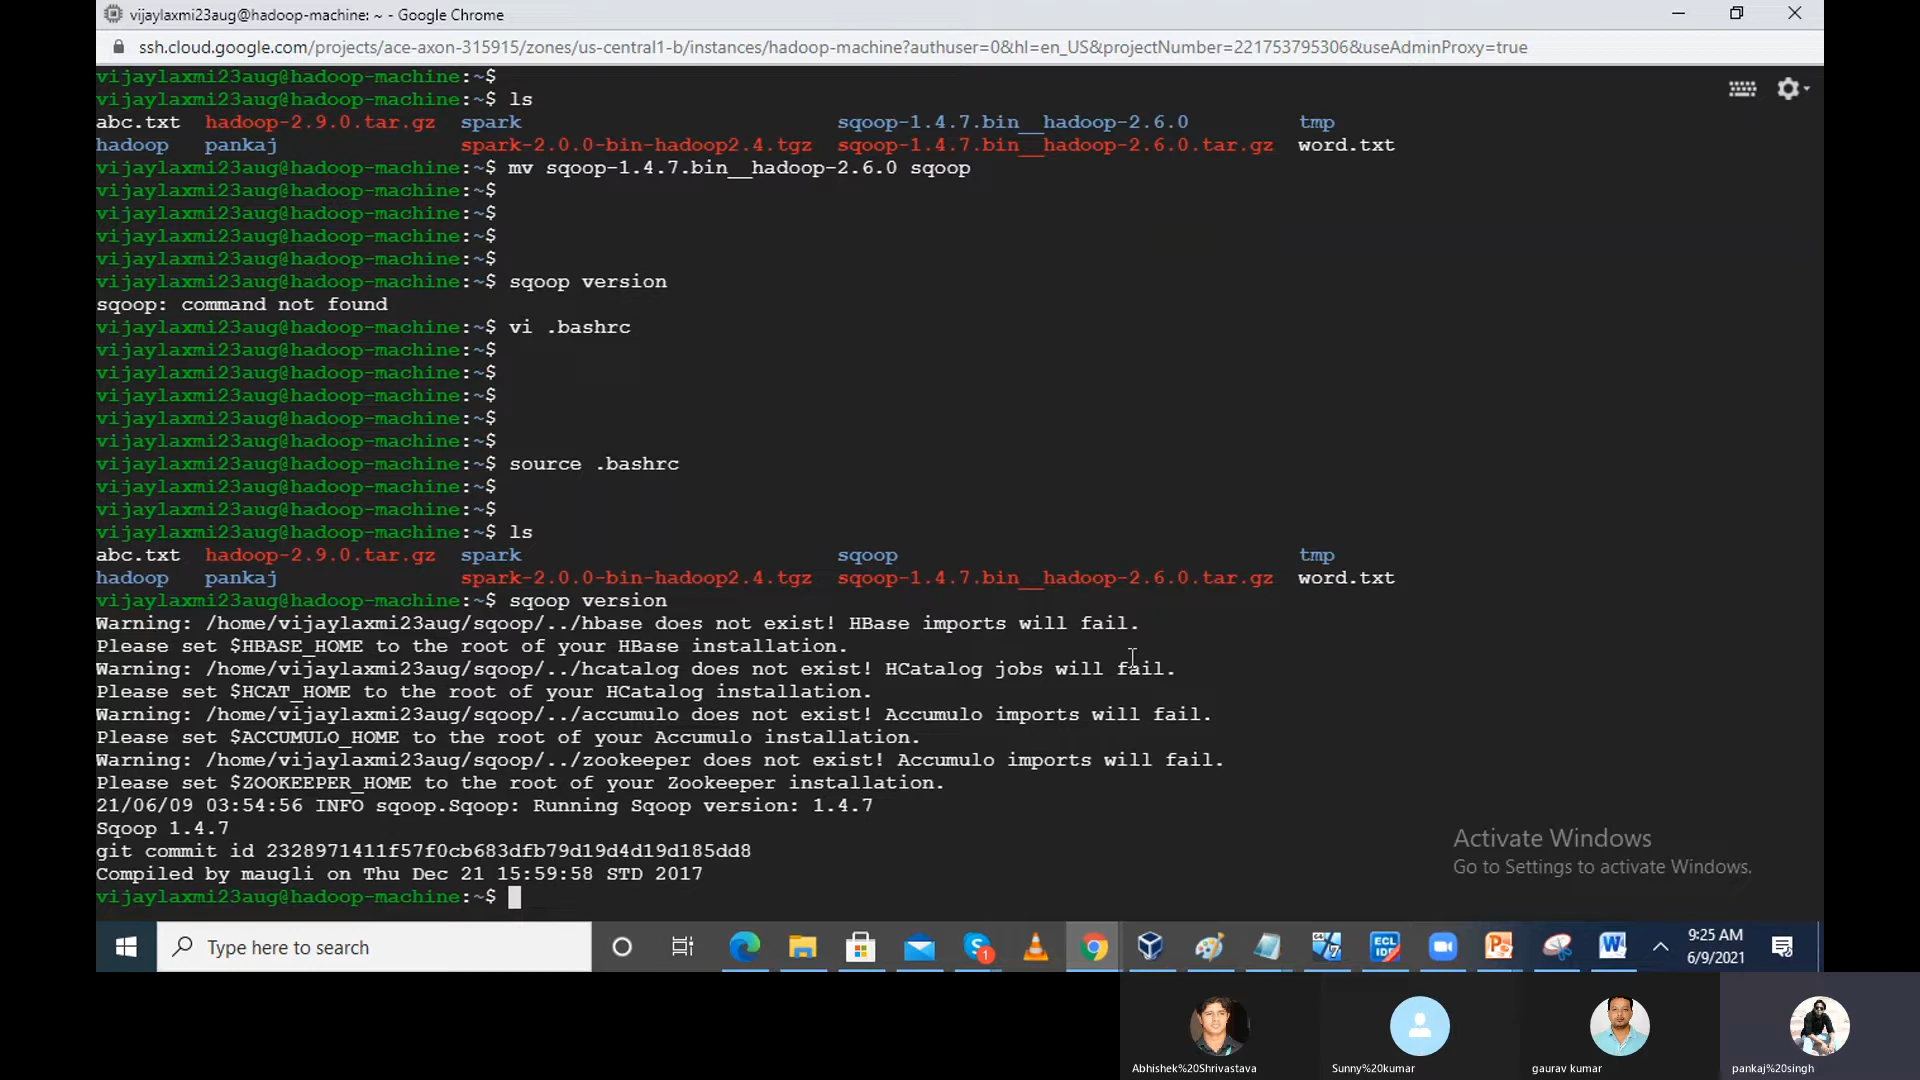 vijaylaxmi23aug@hadoop-machine: ~ - Google Chrome
ssh.cloud.google.com/projects/ace-axon-315915/zones/us-central1-b/instances/hadoop-machine?authuser=0&hl=en_US&projectNumber=221753795306&useAdminProxy=true
vijaylaxmi23aug@hadoop-machine:~$
vijaylaxmi23aug@hadoop-machine:~$ ls
abc.txt hadoop-2.9.0.tar.gz spark sqoop-1.4.7.bin__hadoop-2.6.0 tmp
hadoop pankaj spark-2.0.0-bin-hadoop2.4.tgz sqoop-1.4.7.bin__hadoop-2.6.0.tar.gz word.txt
vijaylaxmi23aug@hadoop-machine:~$ mv sqoop-1.4.7.bin__hadoop-2.6.0 sqoop
vijaylaxmi23aug@hadoop-machine:~$
vijaylaxmi23aug@hadoop-machine:~$
vijaylaxmi23aug@hadoop-machine:~$
vijaylaxmi23aug@hadoop-machine:~$
vijaylaxmi23aug@hadoop-machine:~$ sqoop version
sqoop: command not found
vijaylaxmi23aug@hadoop-machine:~$ vi .bashrc
vijaylaxmi23aug@hadoop-machine:~$
vijaylaxmi23aug@hadoop-machine:~$
vijaylaxmi23aug@hadoop-machine:~$
vijaylaxmi23aug@hadoop-machine:~$
vijaylaxmi23aug@hadoop-machine:~$
vijaylaxmi23aug@hadoop-machine:~$ source .bashrc
vijaylaxmi23aug@hadoop-machine:~$
vijaylaxmi23aug@hadoop-machine:~$
vijaylaxmi23aug@hadoop-machine:~$ ls
abc.txt hadoop-2.9.0.tar.gz spark sqoop tmp
hadoop pankaj spark-2.0.0-bin-hadoop2.4.tgz sqoop-1.4.7.bin__hadoop-2.6.0.tar.gz word.txt
vijaylaxmi23aug@hadoop-machine:~$ sqoop version
Warning: /home/vijaylaxmi23aug/sqoop/../hbase does not exist! HBase imports will fail.
Please set $HBASE_HOME to the root of your HBase installation.
Warning: /home/vijaylaxmi23aug/sqoop/../hcatalog does not exist! HCatalog jobs will fail.
Please set $HCAT_HOME to the root of your HCatalog installation.
Warning: /home/vijaylaxmi23aug/sqoop/../accumulo does not exist! Accumulo imports will fail.
Please set $ACCUMULO_HOME to the root of your Accumulo installation.
Warning: /home/vijaylaxmi23aug/sqoop/../zookeeper does not exist! Accumulo imports will fail.
Please set $ZOOKEEPER_HOME to the root of your Zookeeper installation.
21/06/09 03:54:56 INFO sqoop.Sqoop: Running Sqoop version: 1.4.7
Sqoop 1.4.7
git commit id 2328971411f57f0cb683dfb79d19d4d19d185dd8
Compiled by maugli on Thu Dec 21 15:59:58 STD 2017
vijaylaxmi23aug@hadoop-machine:~$
Activate Windows
Go to Settings to activate Windows.
Type here to search
9:25 AM
6/9/2021
Abhishek%20Shrivastava
Sunny%20kumar
gaurav kumar
pankaj%20singh